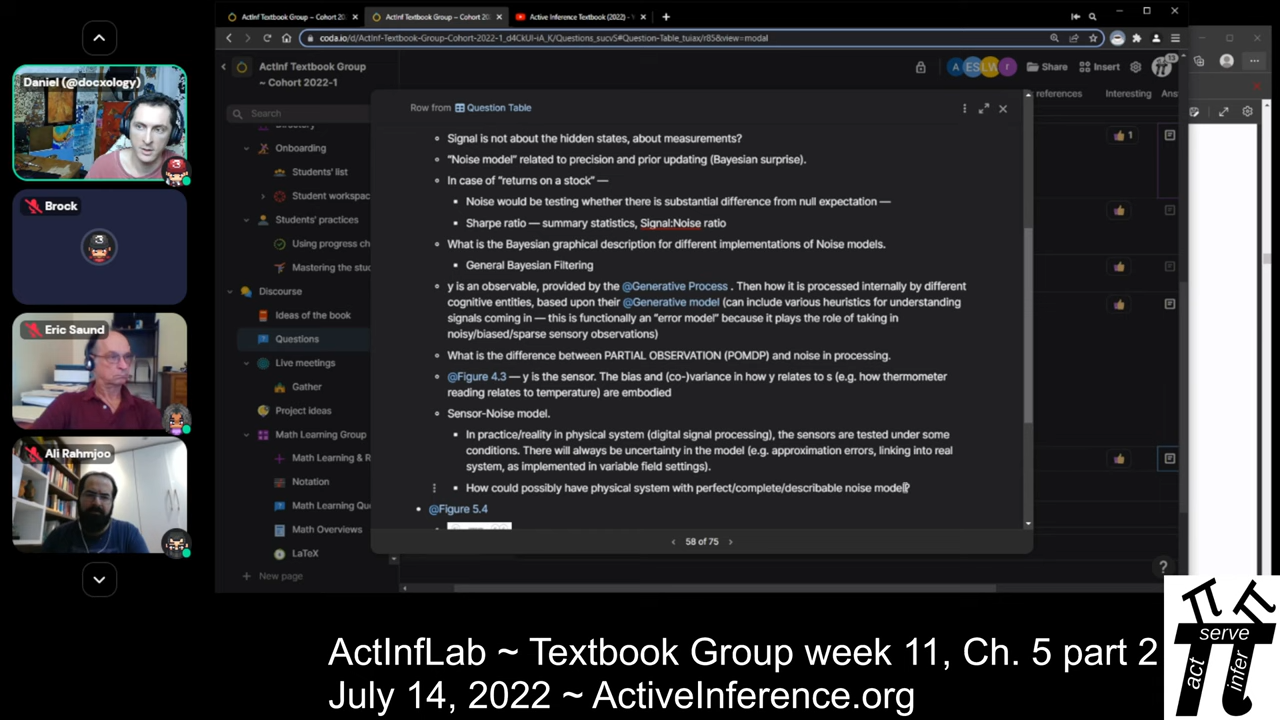 ActInf Textbook Group ~ Cohort 20
ActInf Textbook Group ~ Cohort 20
Active Inference Textbook (2022) -
coda.io/d/ActInf-Textbook-Group-Cohort-2022-1_d4CkUI-iA_K/Questions_sucv5#Question-Table_tuiax/r85&view=modal
ActInf Textbook Group
~ Cohort 2022-1
A ES LW r
Share
Insert
Search
Row from Question Table
references
Interesting
Ans
Directory
Onboarding
Students' list
Student workspac
Students' practices
Using progress ch
Mastering the stu
Discourse
Ideas of the book
Questions
Live meetings
Gather
Project ideas
Math Learning Group
Math Learning & R
Notation
Math Learning Qu
Math Overviews
LaTeX
New page
Signal is not about the hidden states, about measurements?
"Noise model" related to precision and prior updating (Bayesian surprise).
In case of "returns on a stock" —
Noise would be testing whether there is substantial difference from null expectation —
Sharpe ratio — summary statistics, Signal:Noise ratio
What is the Bayesian graphical description for different implementations of Noise models.
General Bayesian Filtering
y is an observable, provided by the @Generative Process . Then how it is processed internally by different
cognitive entities, based upon their @Generative model (can include various heuristics for understanding
signals coming in — this is functionally an "error model" because it plays the role of taking in
noisy/biased/sparse sensory observations)
What is the difference between PARTIAL OBSERVATION (POMDP) and noise in processing.
@Figure 4.3 — y is the sensor. The bias and (co-)variance in how y relates to s (e.g. how thermometer
reading relates to temperature) are embodied
Sensor-Noise model.
In practice/reality in physical system (digital signal processing), the sensors are tested under some
conditions. There will always be uncertainty in the model (e.g. approximation errors, linking into real
system, as implemented in variable field settings).
How could possibly have physical system with perfect/complete/describable noise model?
@Figure 5.4
58 of 75
1
Daniel (@docxology)
Brock
Eric Saund
Ali Rahmjoo
ActInfLab ~ Textbook Group week 11, Ch. 5 part 2
July 14, 2022 ~ ActiveInference.org
serve
act
infer